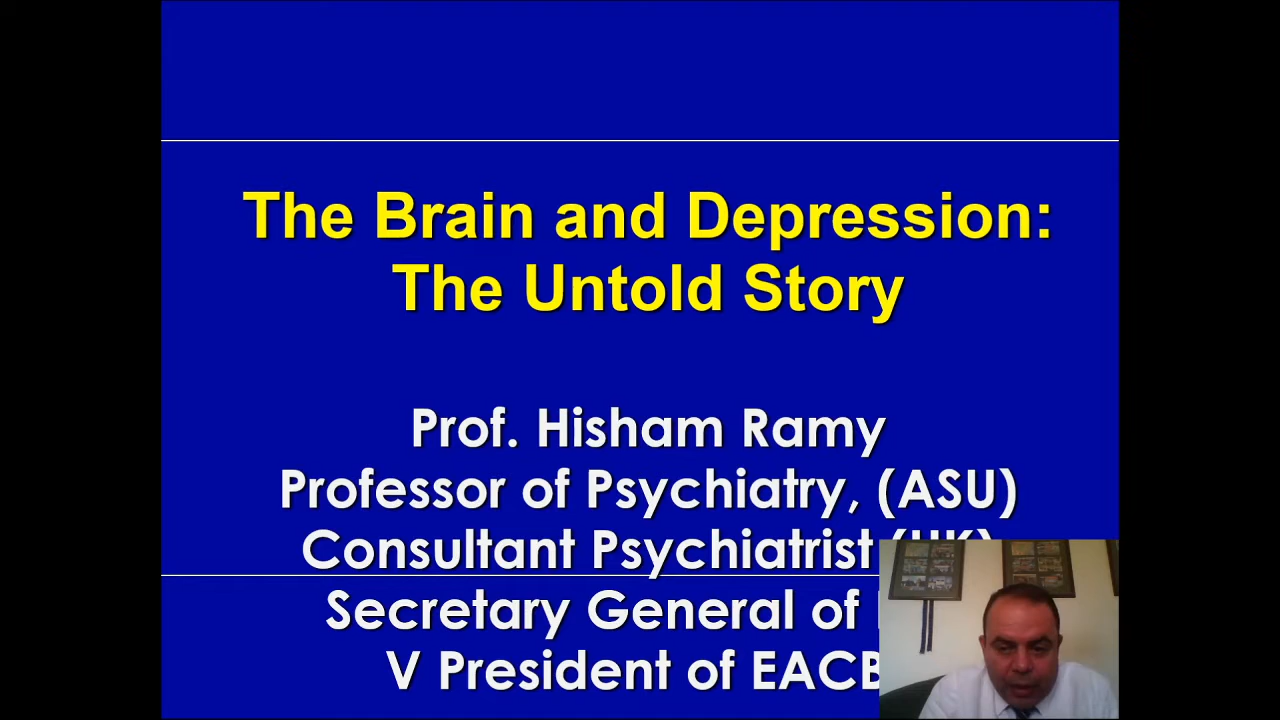 The Brain and Depression:
The Untold Story
Prof. Hisham Ramy
Professor of Psychiatry, (ASU)
Consultant Psychiatrist (UK)
Secretary General of
V President of